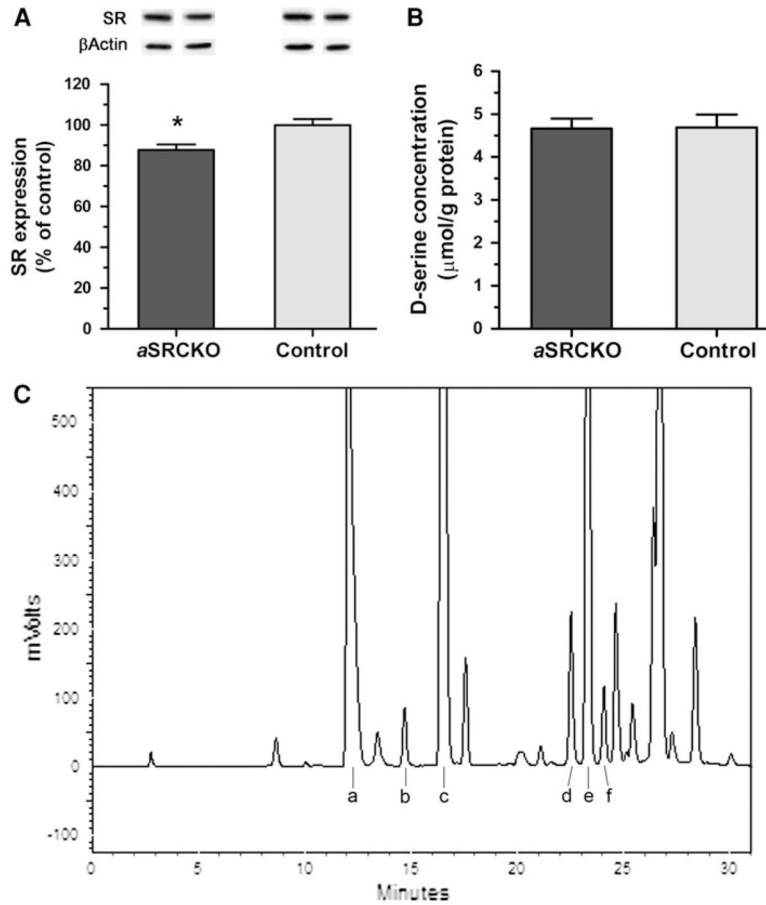 A
SR
βActin
SR expression
(% of control)
120
100
80
60
40
20
0
*
aSRCKO
Control
B
D-serine concentration
(μmol/g protein)
6
5
4
3
2
1
0
aSRCKO
Control
C
mVolts
500
400
300
200
100
0
-100
a
b
c
d
e
f
0
5
10
15
20
25
30
Minutes